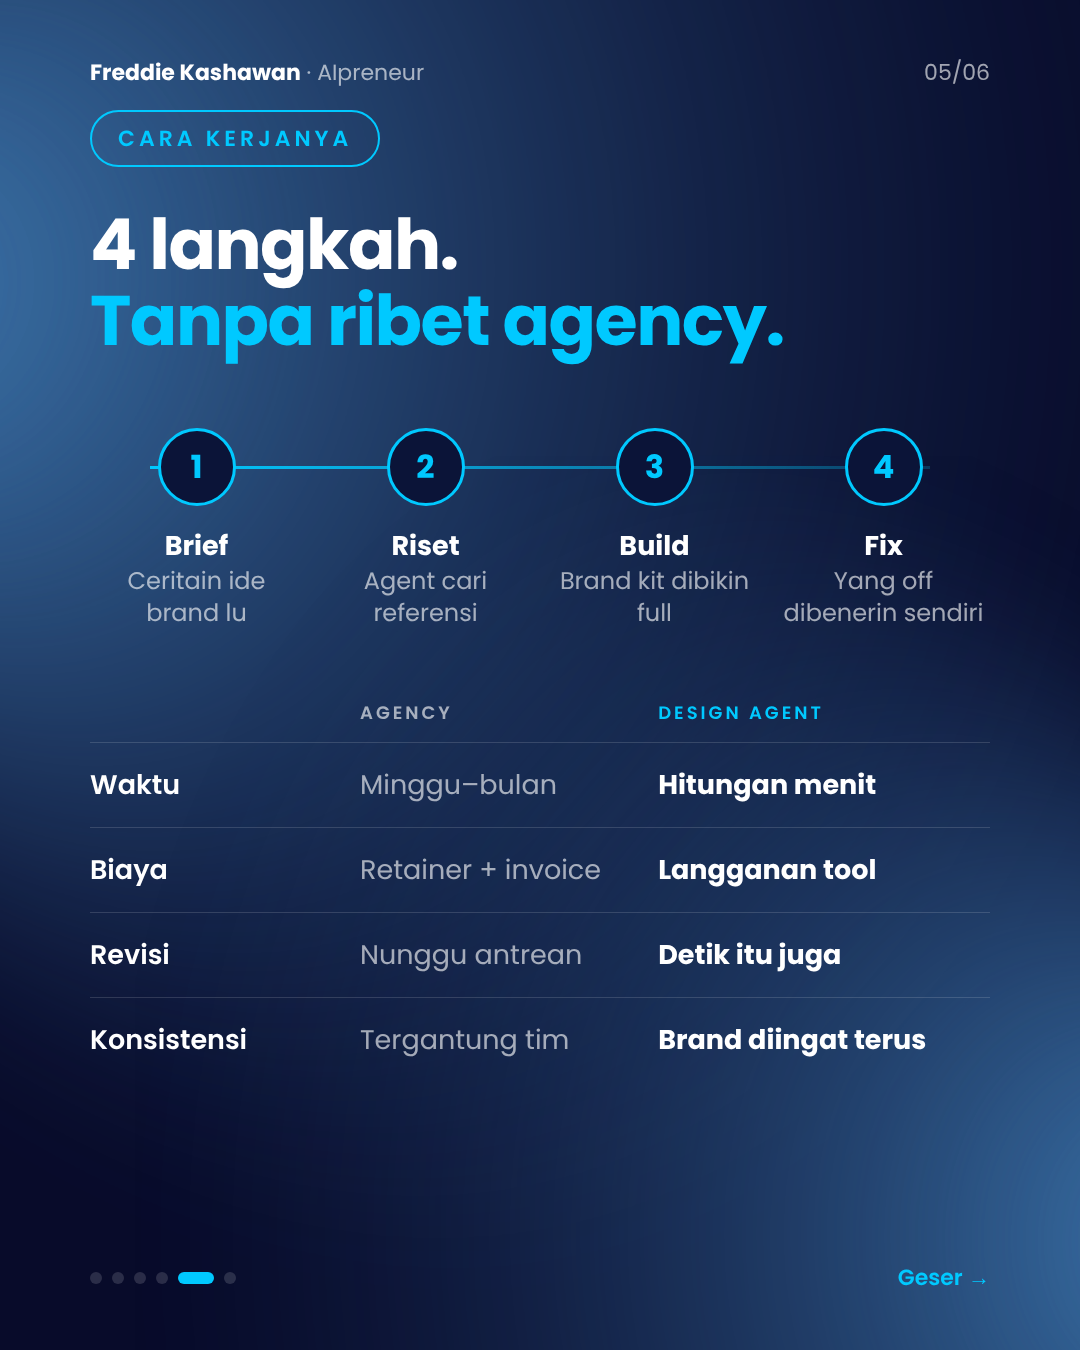 Freddie Kashawan · AIpreneur
05/06
CARA KERJANYA
4 langkah.
Tanpa ribet agency.
1
2
3
4
Brief
Ceritain ide
brand lu
Riset
Agent cari
referensi
Build
Brand kit dibikin
full
Fix
Yang off
dibenerin sendiri
AGENCY
DESIGN AGENT
Waktu
Minggu–bulan
Hitungan menit
Biaya
Retainer + invoice
Langganan tool
Revisi
Nunggu antrean
Detik itu juga
Konsistensi
Tergantung tim
Brand diingat terus
Geser →